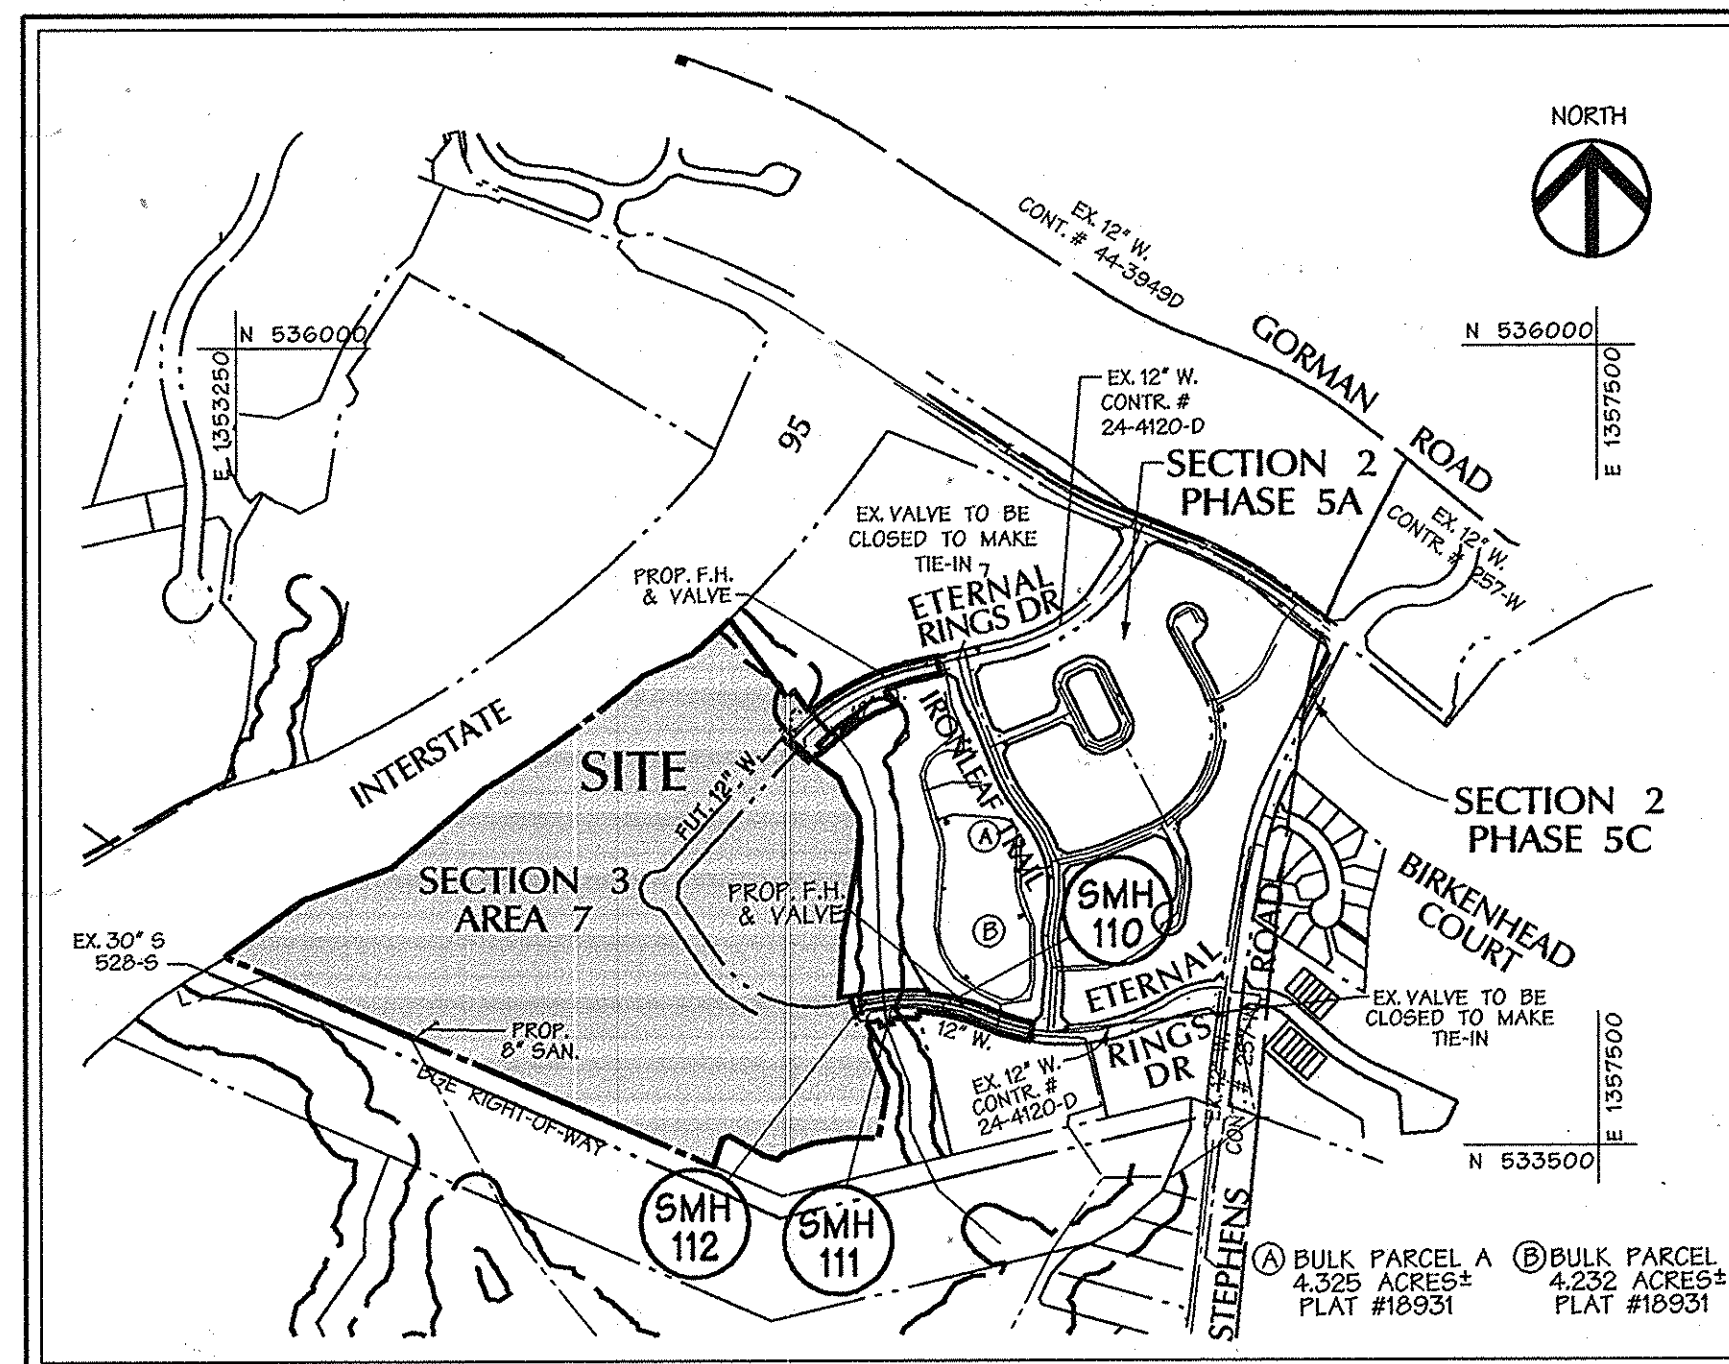 NORTH
EX. 12" W.
CONT. # 44-3949D
GORMAN
ROAD
N 536000
E 1353250
N 536000
E 1357500
95
EX. 12" W.
CONTR. #
24-4120-D
SECTION 2
PHASE 5A
EX. 12" W.
CONTR. # 257-W
EX. VALVE TO BE
CLOSED TO MAKE
TIE-IN
PROP. F.H.
& VALVE
ETERNAL
RINGS DR
IRONLEAF TRAIL
INTERSTATE
SITE
FUT. 12" W.
SECTION 2
PHASE 5C
SECTION 3
AREA 7
PROP. F.H.
& VALVE
A
B
SMH
110
BIRKENHEAD
COURT
EX. 30" S
528-S
PROP.
8" SAN.
BGE RIGHT-OF-WAY
12" W.
ETERNAL
RINGS
DR
ROAD
EX. VALVE TO BE
CLOSED TO MAKE
TIE-IN
EX. 12" W.
CONTR. #
24-4120-D
EX. 12" W.
CONT. # 257-W
E 1357500
N 533500
SMH
112
SMH
111
STEPHENS
A BULK PARCEL A
4.325 ACRES±
PLAT #18931
B BULK PARCEL
4.232 ACRES±
PLAT #18931